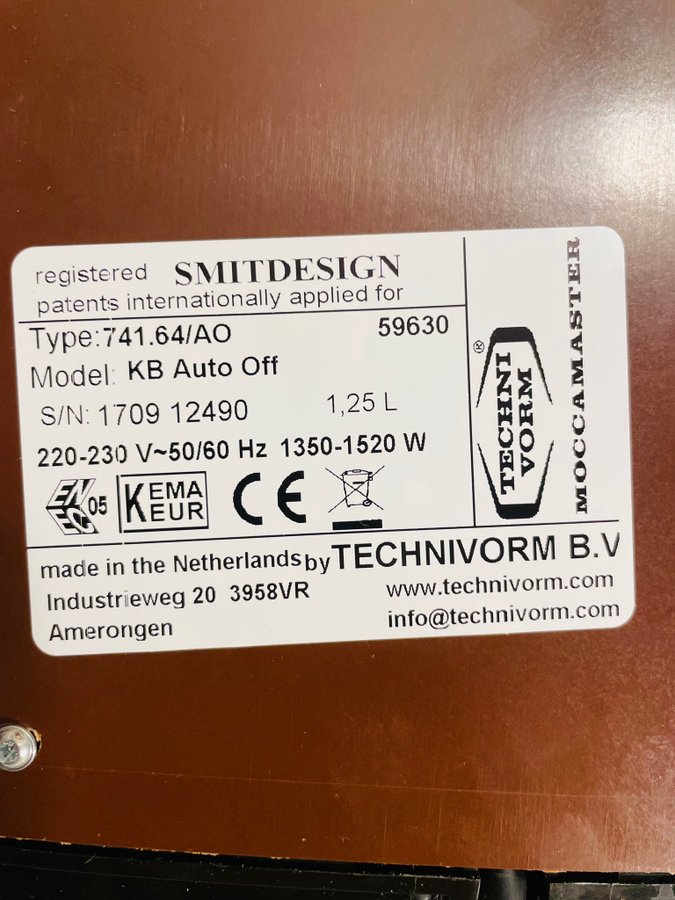 registered SMITDESIGN
patents internationally applied for
Type:741.64/AO 59630
Model: KB Auto Off
S/N: 1709 12490 1,25 L
220-230 V~50/60 Hz 1350-1520 W
EN EC 05 KEMA KEUR CE
made in the Netherlands by TECHNIVORM B.V
Industrieweg 20 3958VR www.technivorm.com
Amerongen info@technivorm.com
® TECHNI
VORM
MOCCAMASTER